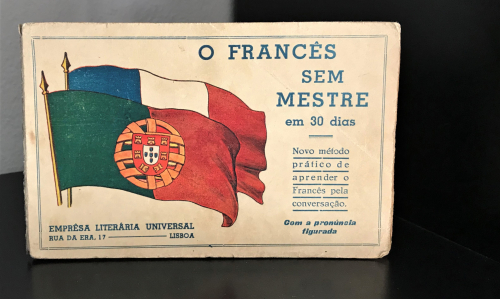 O FRANCÊS
SEM
MESTRE
em 30 dias
Novo método
prático de
aprender o
Francês pela
conversação.
Com a pronúncia
figurada
EMPRÊSA LITERÁRIA UNIVERSAL
RUA DA ERA, 17 LISBOA